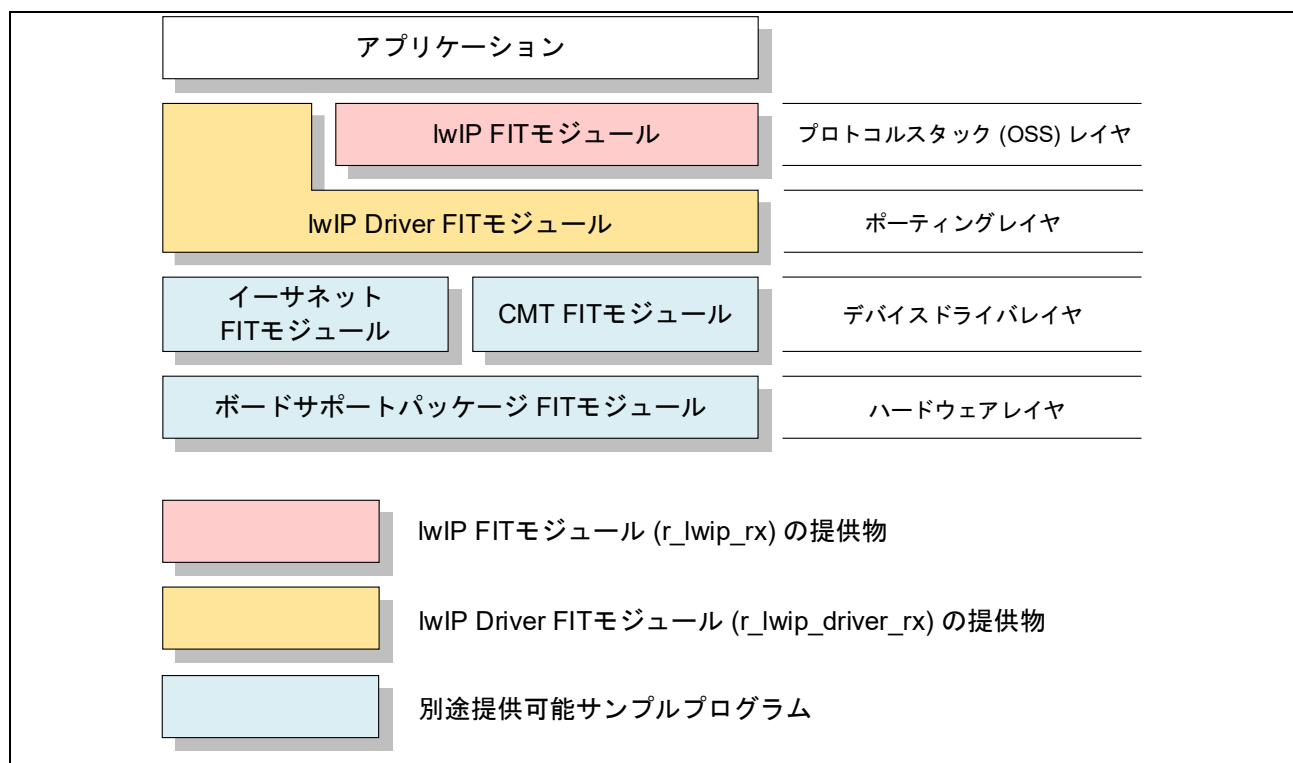 アプリケーション
lwIP FITモジュール
プロトコルスタック (OSS) レイヤ
lwIP Driver FITモジュール
ポーティングレイヤ
イーサネット
FITモジュール
CMT FITモジュール
デバイスドライバレイヤ
ボードサポートパッケージ FITモジュール
ハードウェアレイヤ
lwIP FITモジュール (r_lwip_rx) の提供物
lwIP Driver FITモジュール (r_lwip_driver_rx) の提供物
別途提供可能サンプルプログラム